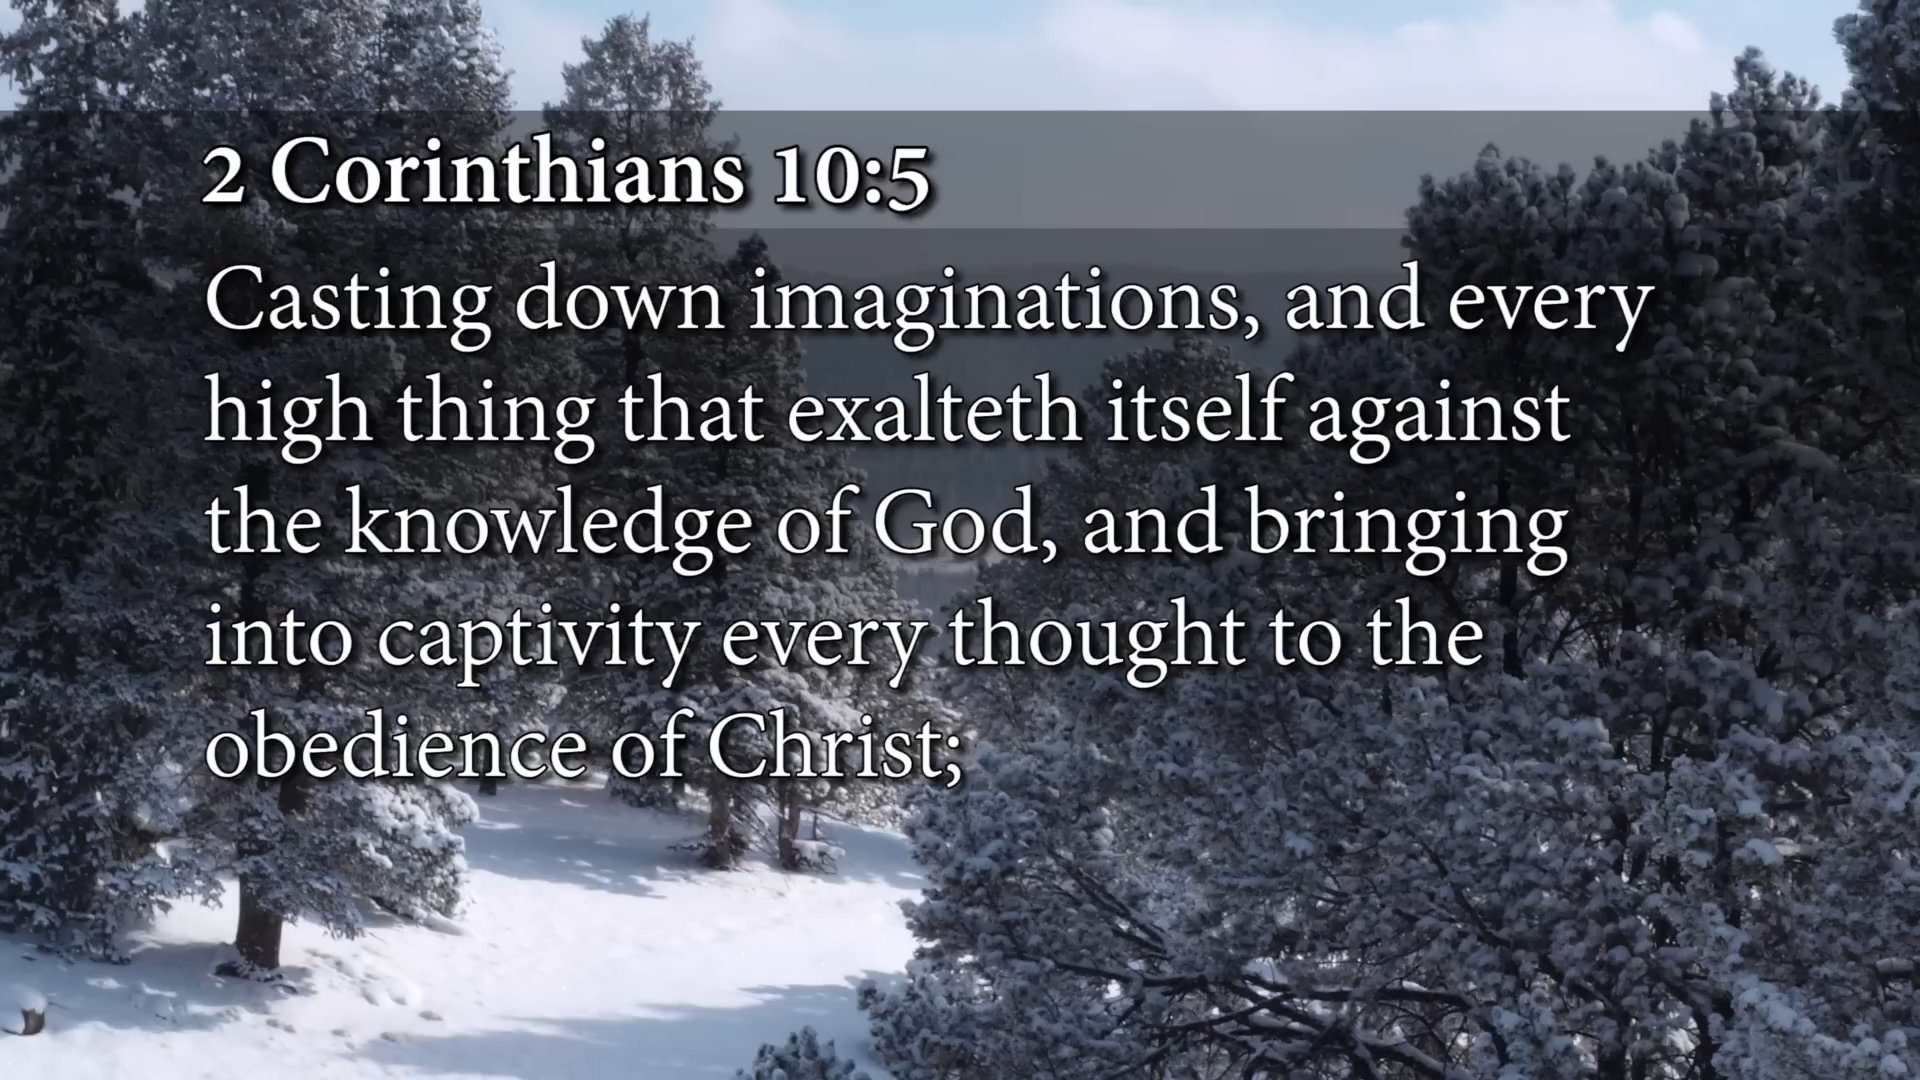 2 Corinthians 10:5
Casting down imaginations, and every
high thing that exalteth itself against
the knowledge of God, and bringing
into captivity every thought to the
obedience of Christ;